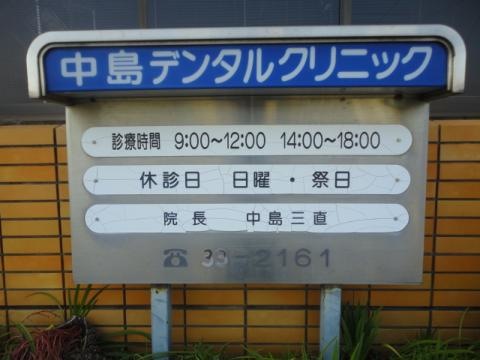 中島デンタルクリニック
診療時間 9:00〜12:00 14:00〜18:00
休診日 日曜・祭日
院長 中島三直
☎ 33-2161